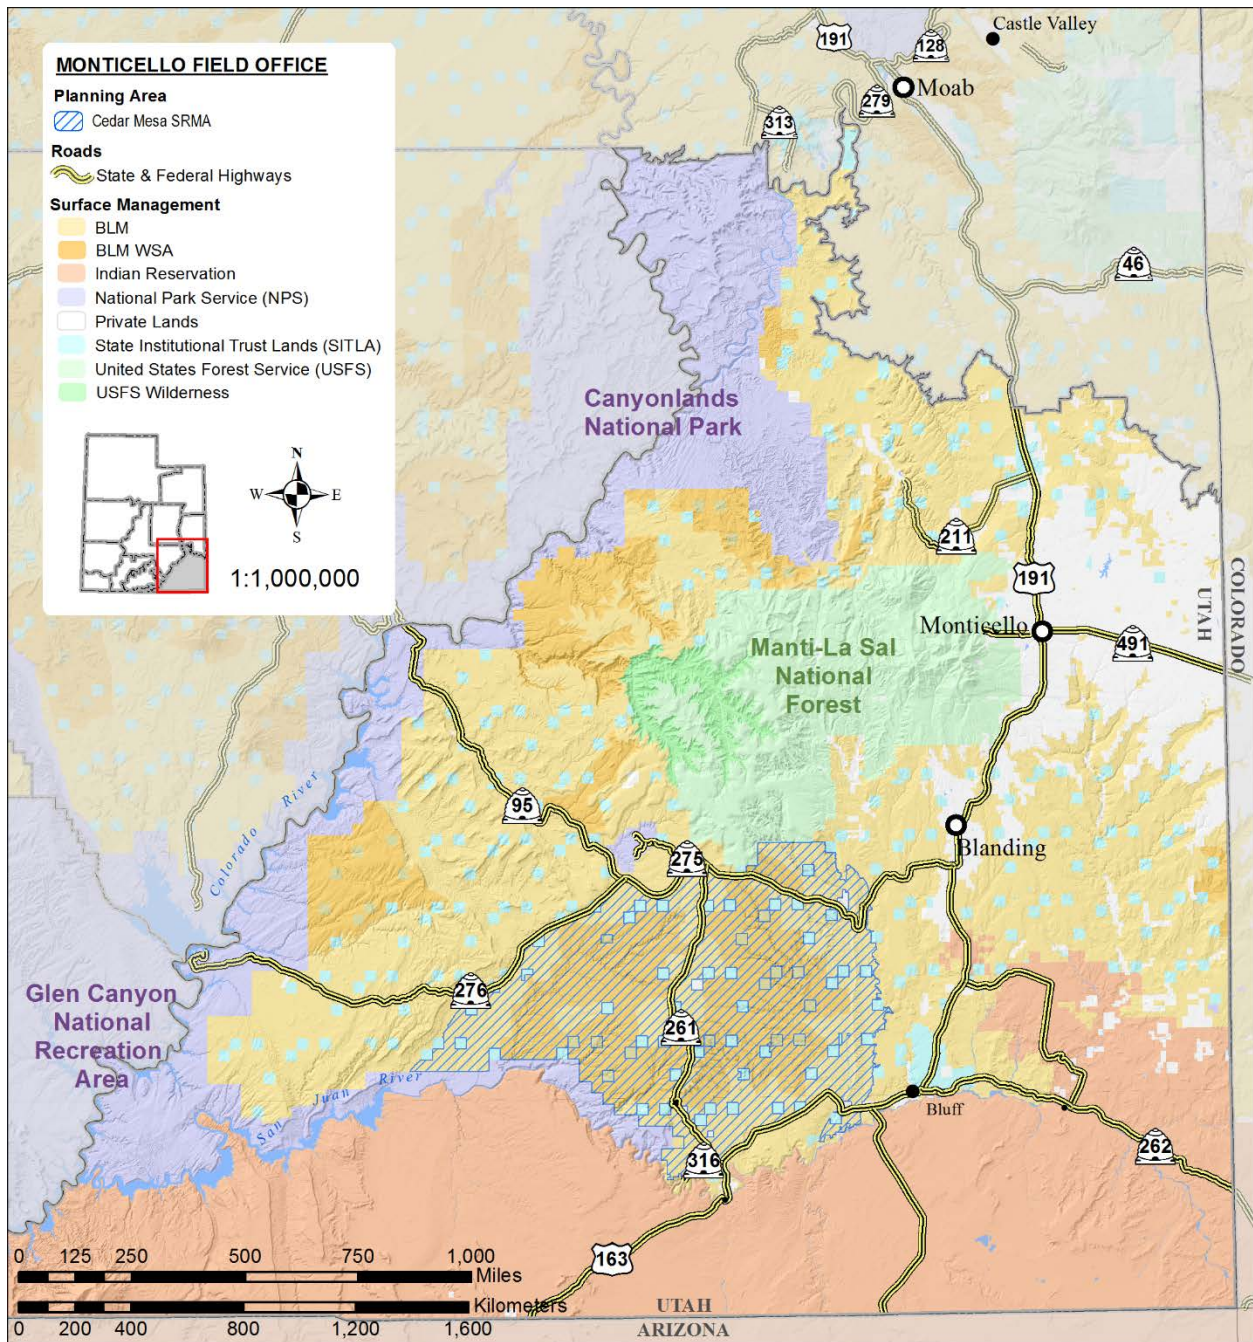 MONTICELLO FIELD OFFICE
Planning Area
Cedar Mesa SRMA
Roads
State & Federal Highways
Surface Management
BLM
BLM WSA
Indian Reservation
National Park Service (NPS)
Private Lands
State Institutional Trust Lands (SITLA)
United States Forest Service (USFS)
USFS Wilderness
N
W
E
S
1:1,000,000
Castle Valley
191
128
Moab
279
313
46
Canyonlands
National Park
211
191
UTAH
COLORADO
Monticello
491
Manti-La Sal
National
Forest
Colorado River
95
Blanding
275
276
Glen Canyon
National
Recreation
Area
261
San Juan River
Bluff
316
262
163
0 125 250 500 750 1,000
Miles
Kilometers
0 200 400 800 1,200 1,600
UTAH
ARIZONA